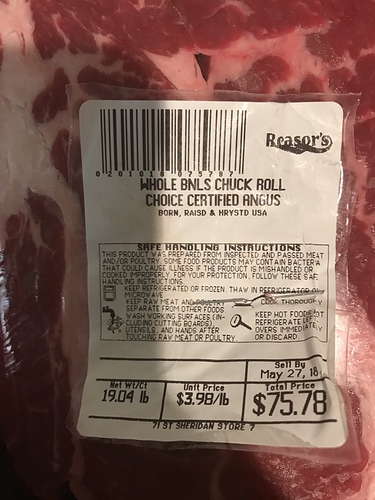 Reasor's
0 201010 075787
WHOLE BNLS CHUCK ROLL
CHOICE CERTIFIED ANGUS
BORN, RAISD & HRVSTD USA
SAFE HANDLING INSTRUCTIONS
THIS PRODUCT WAS PREPARED FROM INSPECTED AND PASSED MEAT
AND/OR POULTRY. SOME FOOD PRODUCTS MAY CONTAIN BACTERIA
THAT COULD CAUSE ILLNESS IF THE PRODUCT IS MISHANDLED OR
COOKED IMPROPERLY. FOR YOUR PROTECTION, FOLLOW THESE SAFE
HANDLING INSTRUCTIONS.
KEEP REFRIGERATED OR FROZEN. THAW IN REFRIGERATOR OR
MICROWAVE
KEEP RAW MEAT AND POULTRY
SEPARATE FROM OTHER FOODS
WASH WORKING SURFACES (IN-
CLUDING CUTTING BOARDS)
UTENSILS, AND HANDS AFTER
TOUCHING RAW MEAT OR POULTRY.
COOK THOROUGHLY
KEEP HOT FOODS HOT
REFRIGERATE
OVERS IMMEDIATELY
OR DISCARD.
Sell By
May 27, 18
Net Wt/Ct
19.04 lb
Unit Price
$3.98/lb
Total Price
$75.78
71 ST SHERIDAN STORE 7